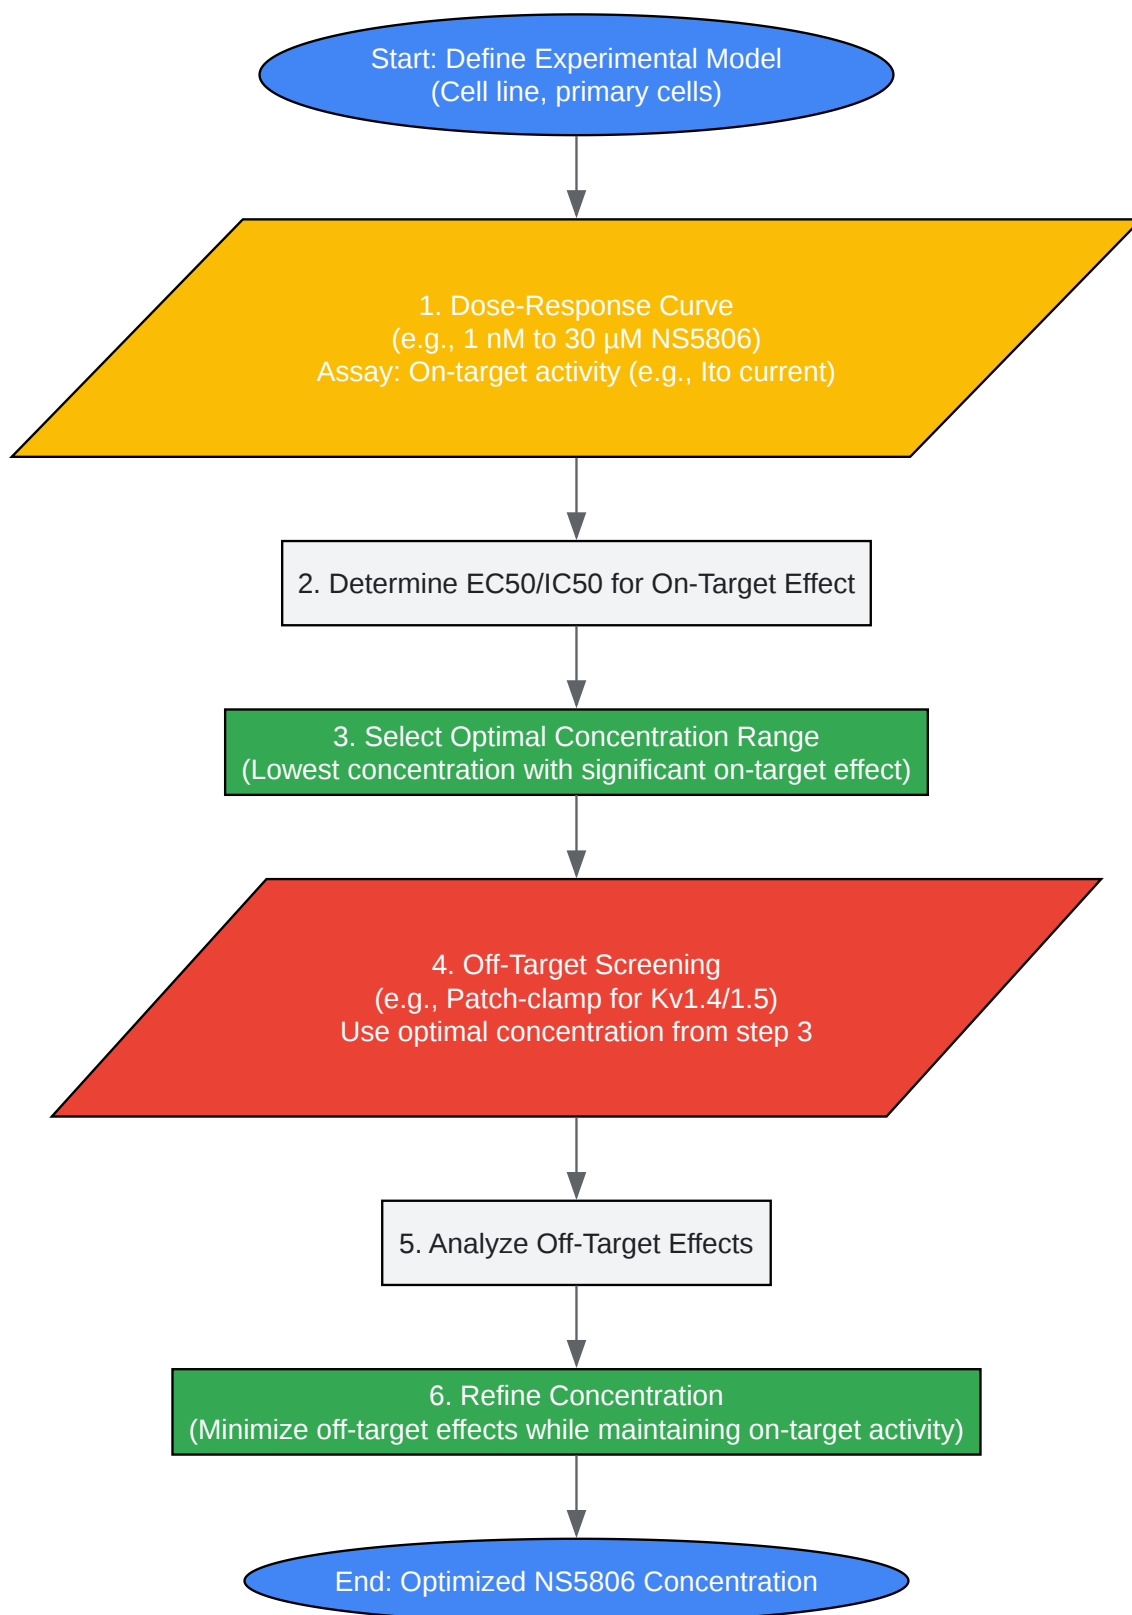 Start: Define Experimental Model
(Cell line, primary cells)
1. Dose-Response Curve
(e.g., 1 nM to 30 µM NS5806)
Assay: On-target activity (e.g., Ito current)
2. Determine EC50/IC50 for On-Target Effect
3. Select Optimal Concentration Range
(Lowest concentration with significant on-target effect)
4. Off-Target Screening
(e.g., Patch-clamp for Kv1.4/1.5)
Use optimal concentration from step 3
5. Analyze Off-Target Effects
6. Refine Concentration
(Minimize off-target effects while maintaining on-target activity)
End: Optimized NS5806 Concentration